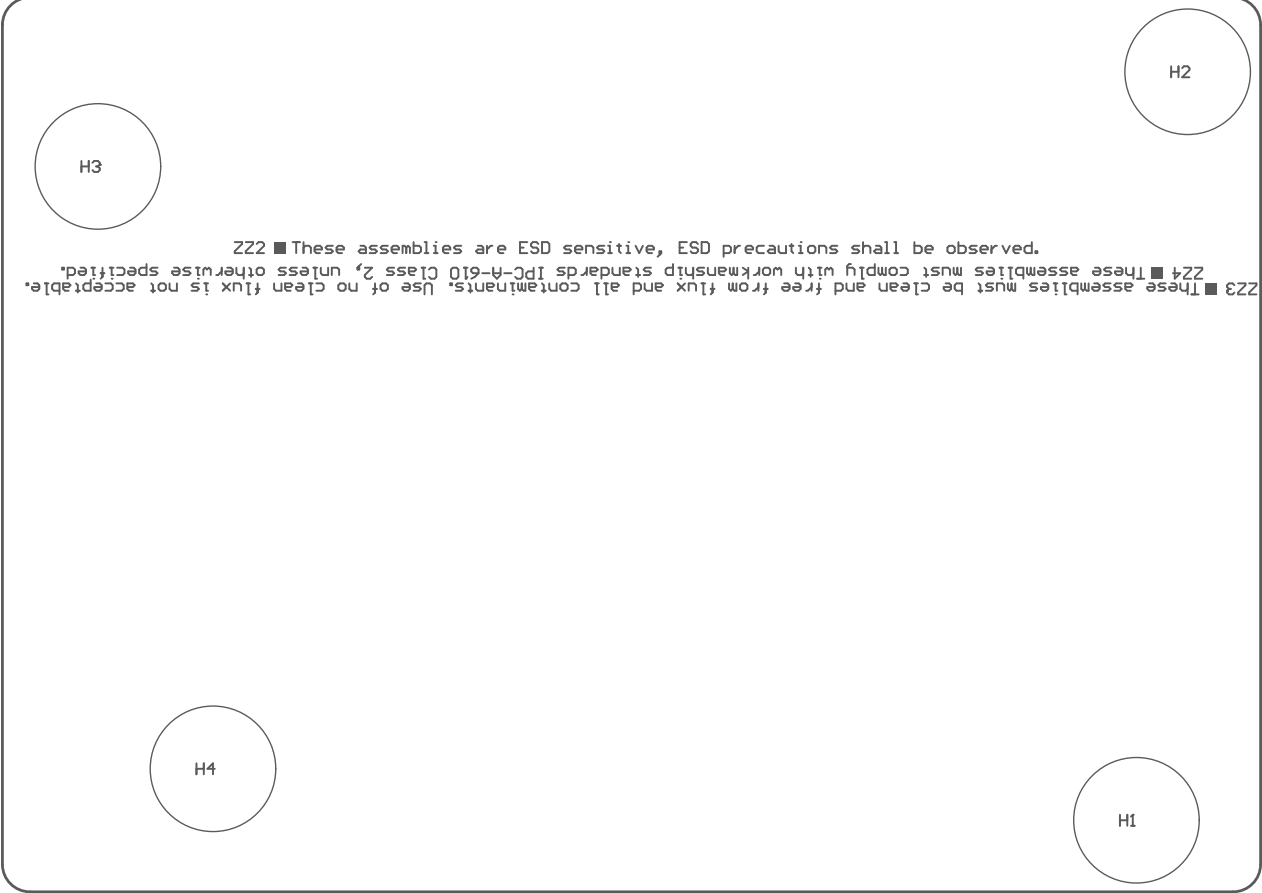 H2
H3
ZZ2 ■ These assemblies are ESD sensitive, ESD precautions shall be observed.
ZZ4 ■ These assemblies must comply with workmanship standards IPC-A-610 Class 2, unless otherwise specified.
ZZ3 ■ These assemblies must be clean and free from flux and all contaminants. Use of no clean flux is not acceptable.
H4
H1